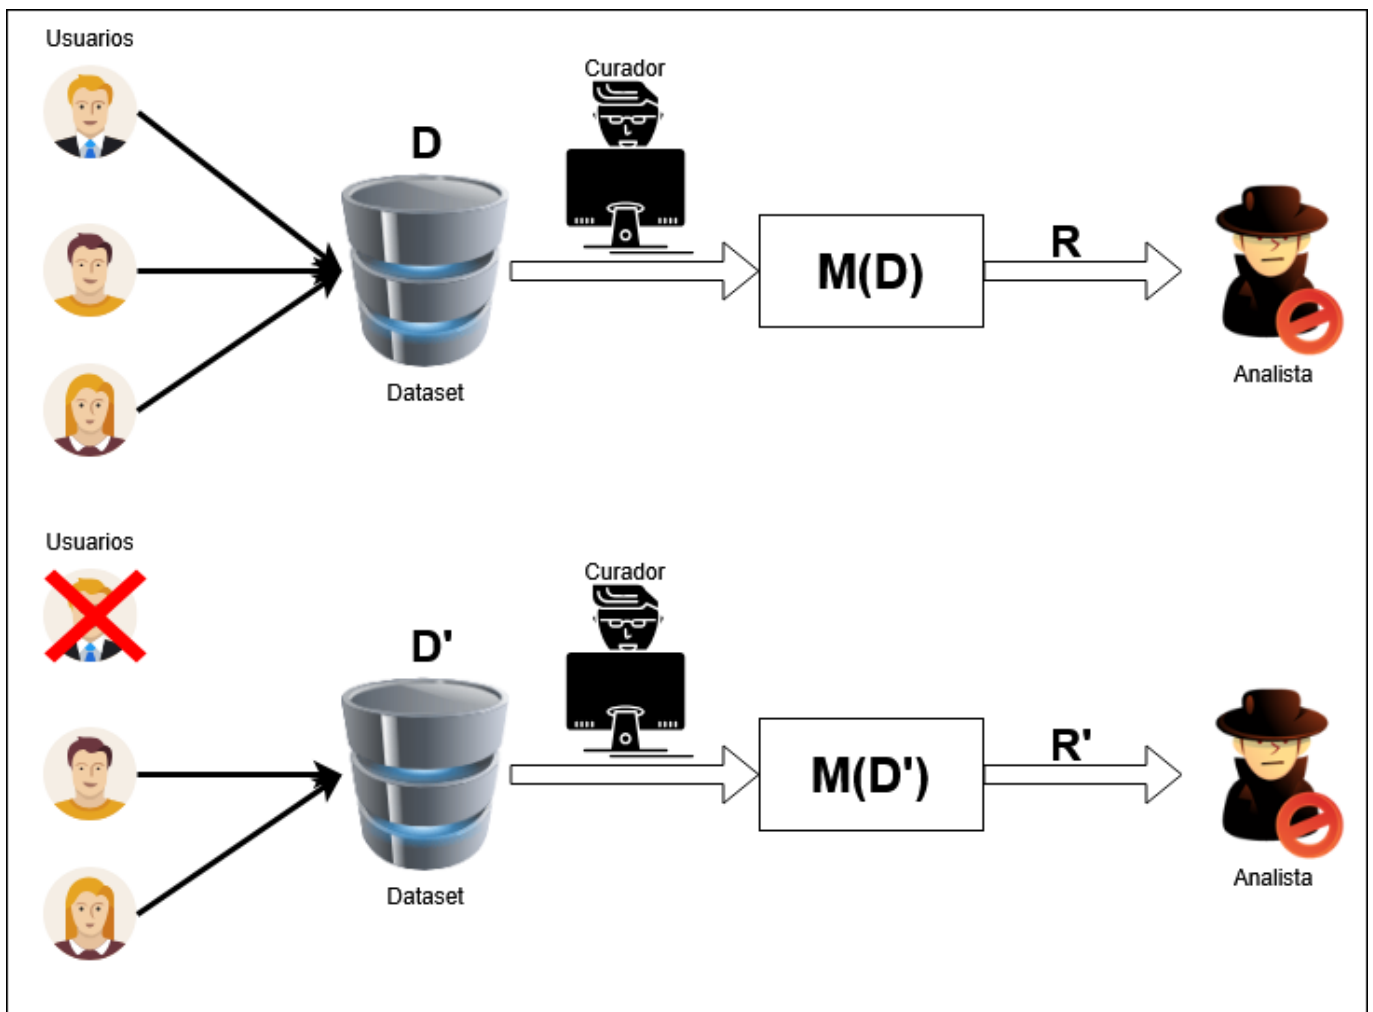 Usuarios
Curador
D
M(D)
R
Dataset
Analista
Usuarios
Curador
D'
M(D')
R'
Dataset
Analista